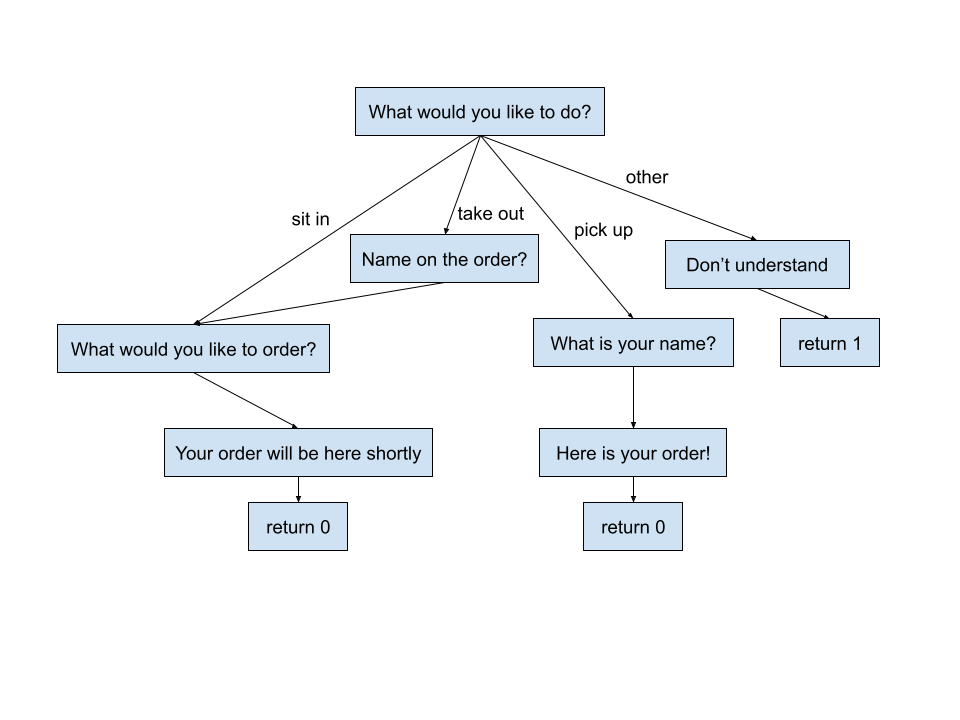 What would you like to do?
other
sit in
take out
pick up
Name on the order?
Don’t understand
What would you like to order?
What is your name?
return 1
Your order will be here shortly
Here is your order!
return 0
return 0